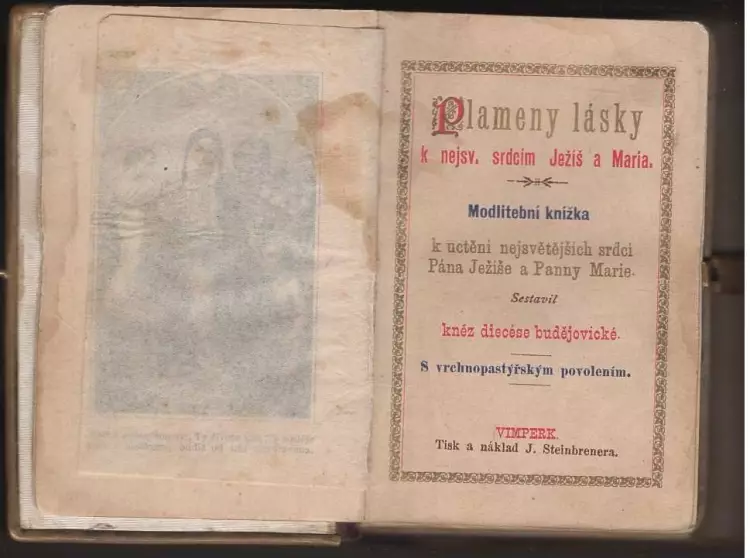 Plameny lásky
k nejsv. srdcím Ježíš a Maria.
Modlitební knížka
k uctění nejsvětějších srdcí
Pána Ježíše a Panny Marie.
Sestavil
kněz diecése budějovické.
S vrchnopastýřským povolením.
VIMPERK.
Tisk a náklad J. Steinbrenera.